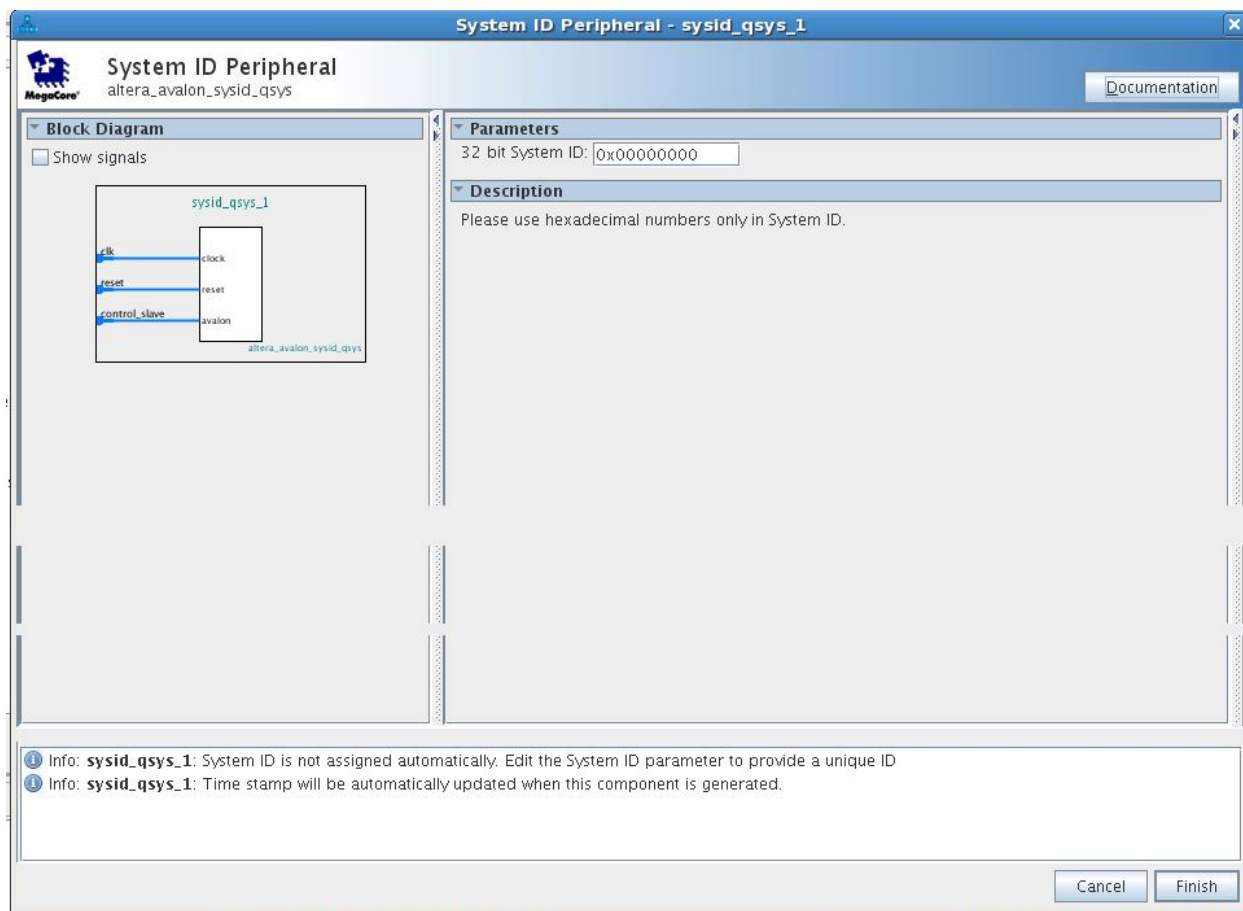 System ID Peripheral - sysid_qsys_1
System ID Peripheral
altera_avalon_sysid_qsys
MegaCore'
Documentation
Block Diagram
Show signals
sysid_qsys_1
clk
clock
reset
reset
control_slave
avalon
altera_avalon_sysid_qsys
Parameters
32 bit System ID: 0x00000000
Description
Please use hexadecimal numbers only in System ID.
Info: sysid_qsys_1: System ID is not assigned automatically. Edit the System ID parameter to provide a unique ID
Info: sysid_qsys_1: Time stamp will be automatically updated when this component is generated.
Cancel
Finish